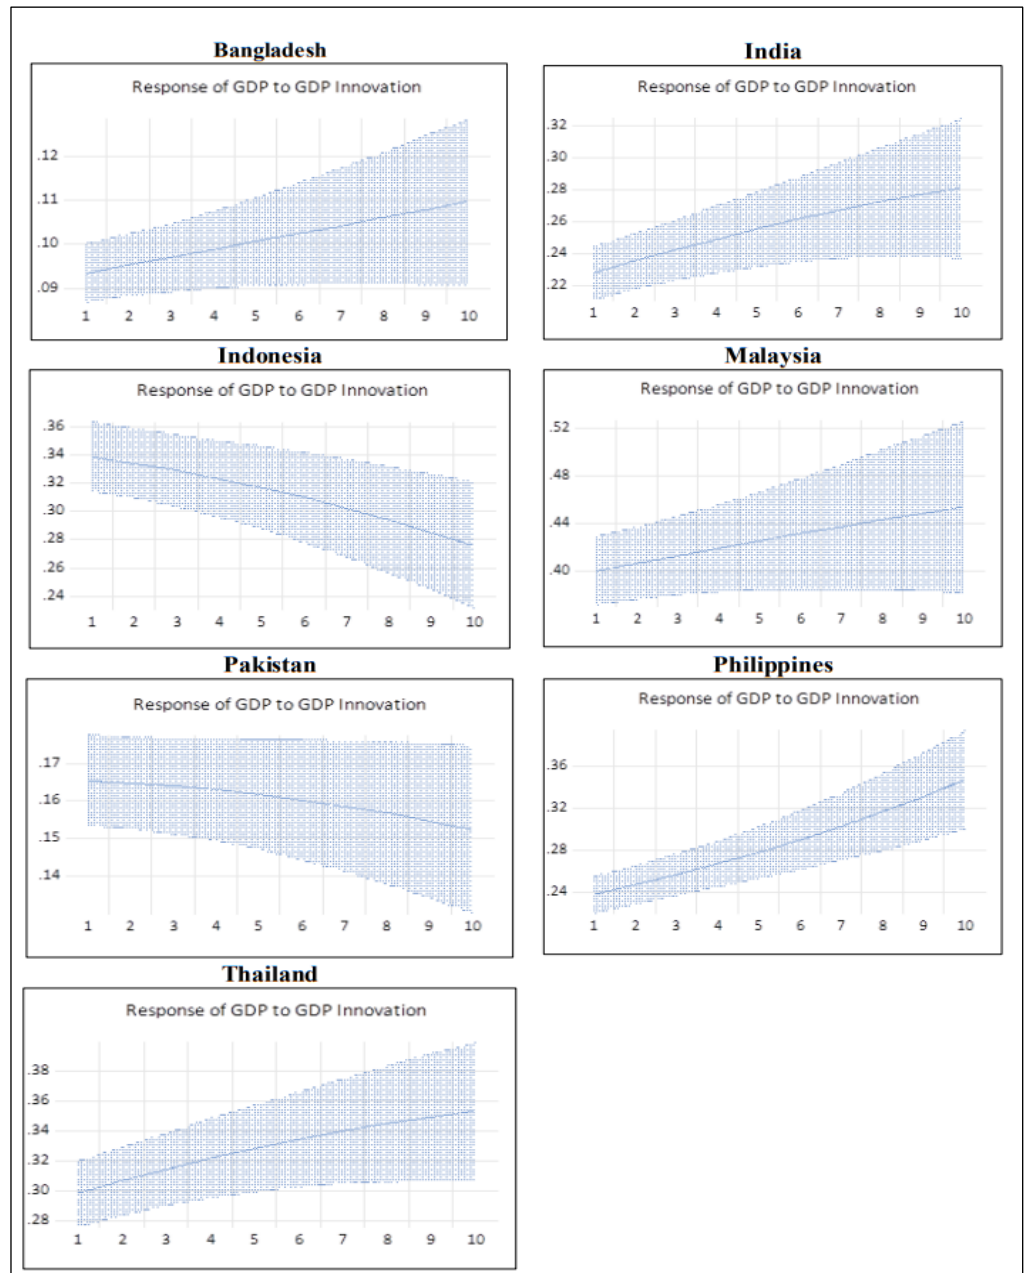 Bangladesh
Response of GDP to GDP Innovation
.12
.11
.10
.09
1 2 3 4 5 6 7 8 9 10
India
Response of GDP to GDP Innovation
.32
.30
.28
.26
.24
.22
1 2 3 4 5 6 7 8 9 10
Indonesia
Response of GDP to GDP Innovation
.36
.34
.32
.30
.28
.26
.24
1 2 3 4 5 6 7 8 9 10
Malaysia
Response of GDP to GDP Innovation
.52
.48
.44
.40
1 2 3 4 5 6 7 8 9 10
Pakistan
Response of GDP to GDP Innovation
.17
.16
.15
.14
1 2 3 4 5 6 7 8 9 10
Philippines
Response of GDP to GDP Innovation
.36
.32
.28
.24
1 2 3 4 5 6 7 8 9 10
Thailand
Response of GDP to GDP Innovation
.38
.36
.34
.32
.30
.28
1 2 3 4 5 6 7 8 9 10